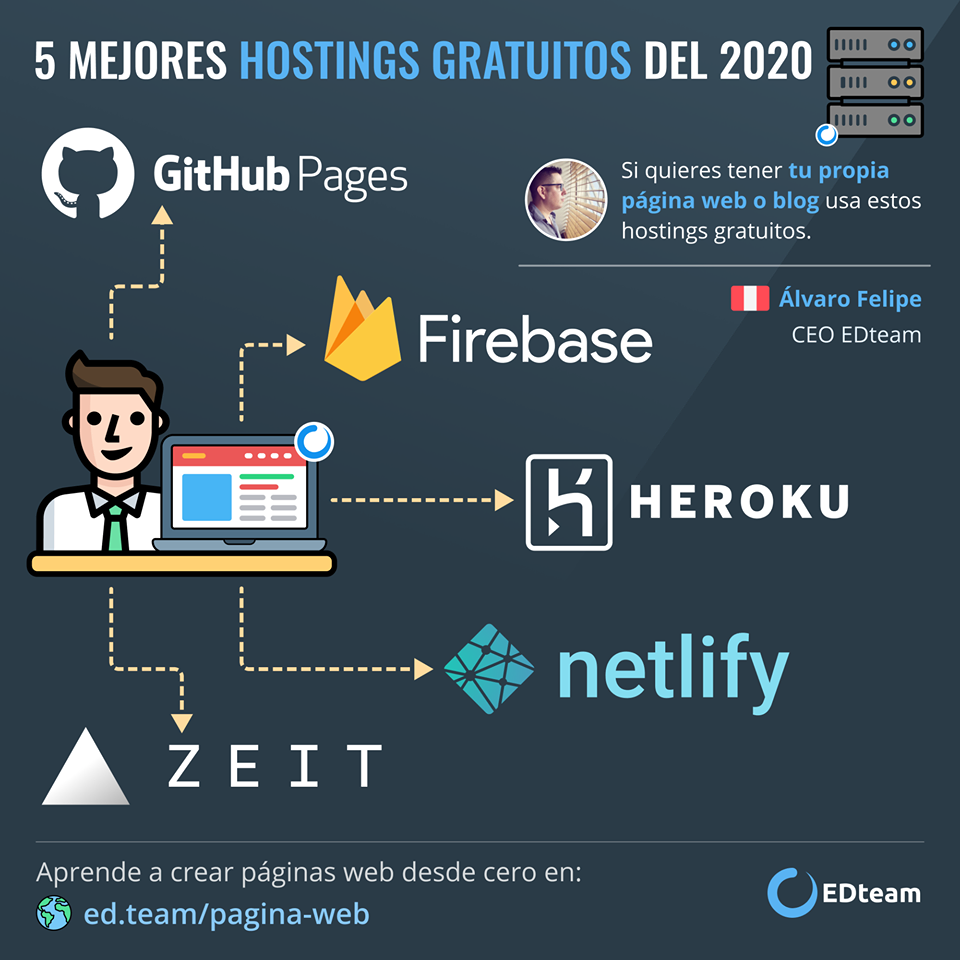 5 MEJORES HOSTINGS GRATUITOS DEL 2020
GitHub Pages
Si quieres tener tu propia
página web o blog usa estos
hostings gratuitos.
Álvaro Felipe
CEO EDteam
Firebase
HEROKU
netlify
ZEIT
Aprende a crear páginas web desde cero en:
ed.team/pagina-web
EDteam